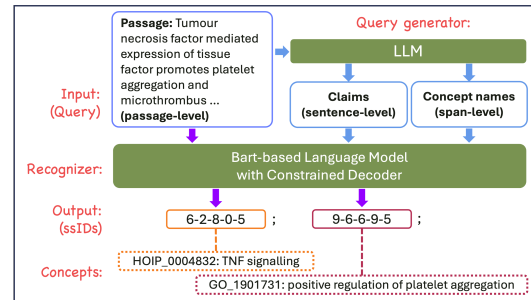 Passage: Tumour
necrosis factor mediated
expression of tissue
factor promotes platelet
aggregation and
microthrombus ...
(passage-level)
Query generator:
LLM
Input:
(Query)
Claims
(sentence-level)
Concept names
(span-level)
Recognizer:
Bart-based Language Model
with Constrained Decoder
Output:
(ssIDs)
6-2-8-0-5 ;
9-6-6-9-5 ;
HOIP_0004832: TNF signalling
Concepts:
GO_1901731: positive regulation of platelet aggregation